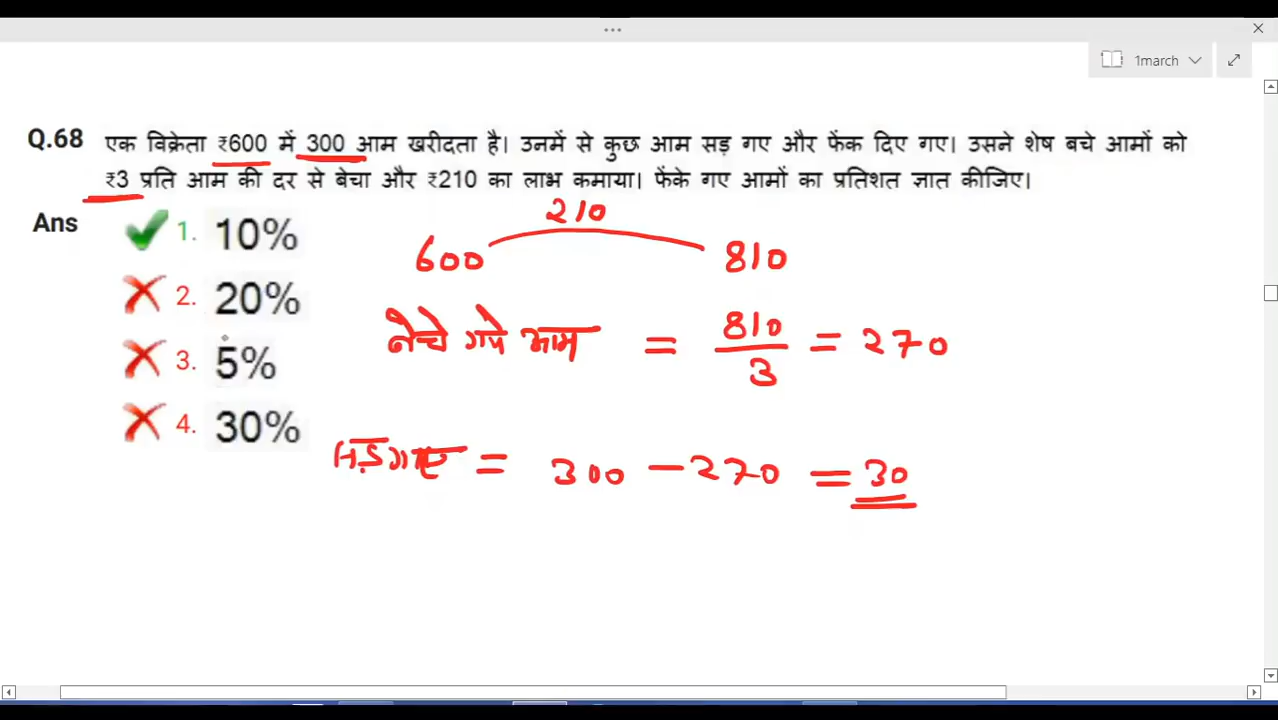 1march
Q.68 एक विक्रेता ₹600 में 300 आम खरीदता है। उनमें से कुछ आम सड़ गए और फेंक दिए गए। उसने शेष बचे आमों को
₹3 प्रति आम की दर से बेचा और ₹210 का लाभ कमाया। फेंके गए आमों का प्रतिशत ज्ञात कीजिए।
Ans
1. 10%
2. 20%
3. 5%
4. 30%
210
600 810
बेचे गये आम = 810/3 = 270
सड़ गए = 300 - 270 = 30